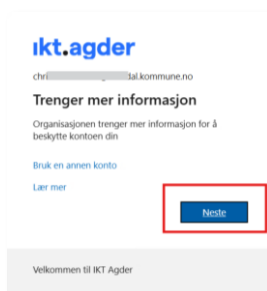 ıkt.agder
chri dal.kommune.no
Trenger mer informasjon
Organisasjonen trenger mer informasjon for å
beskytte kontoen din
Bruk en annen konto
Lær mer
Neste
Velkommen til IKT Agder